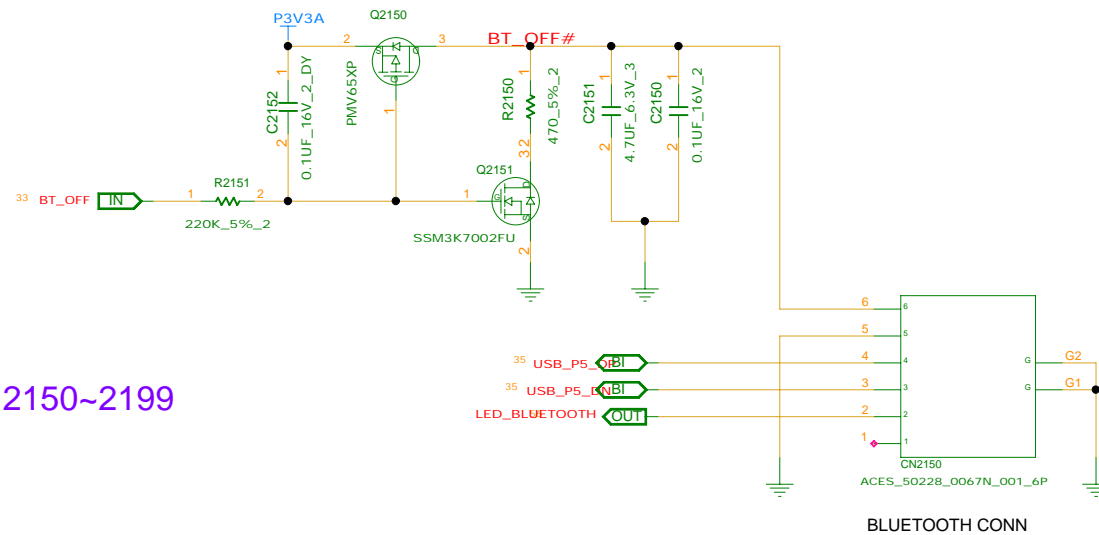 P3V3A
Q2150
2
3
BT_OFF#
S
D
G
1
PMV65XP
1
C2152
0.1UF_16V_2_DY
2
1
R2150
470_5%_2
2
1
C2151
4.7UF_6.3V_3
2
1
C2150
0.1UF_16V_2
2
3
Q2151
D
G
S
1
2
SSM3K7002FU
33 BT_OFF IN
1
R2151
2
220K_5%_2
6 6
5 5
35 USB_P5_DP BI 4 4
35 USB_P5_DN BI 3 3
LED_BLUETOOTH OUT 2 2
1 1
G G2
G G1
CN2150
ACES_50228_0067N_001_6P
BLUETOOTH CONN
2150~2199